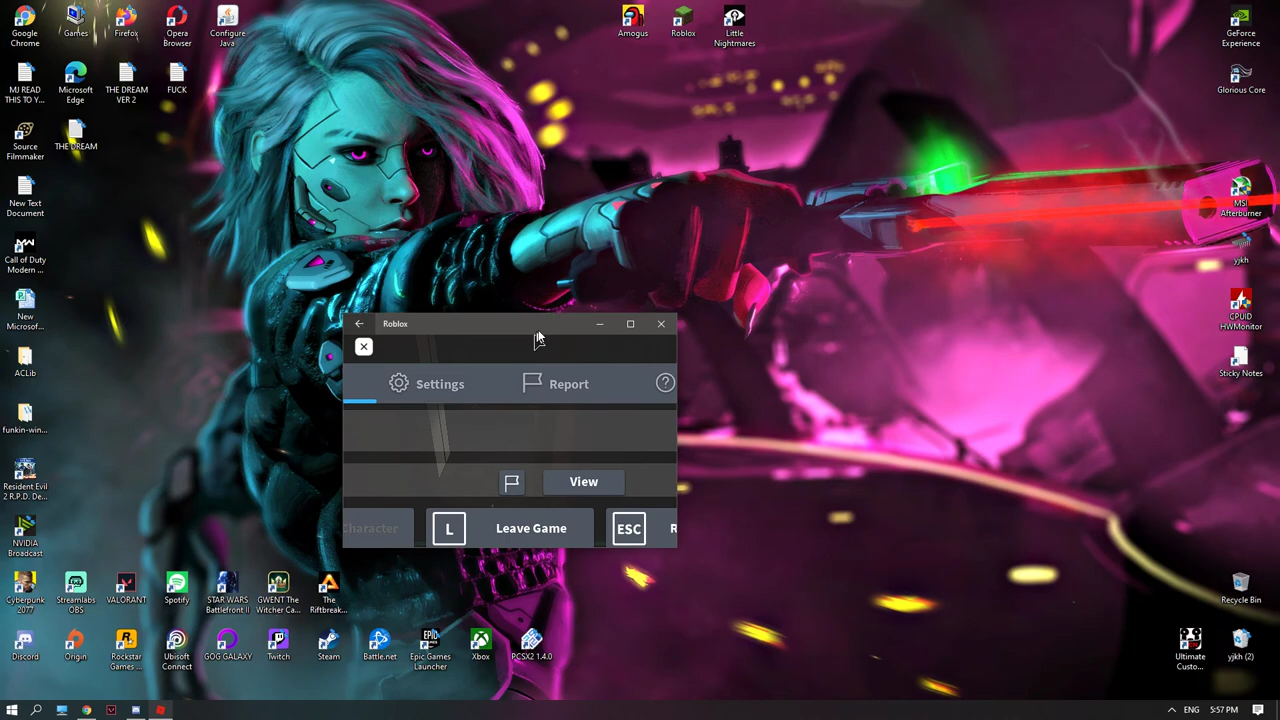 Google
Chrome
Games
Firefox
Opera
Browser
Configure
Java
Amogus
Roblox
Little
Nightmares
GeForce
Experience
MJ READ
THIS TO Y...
Microsoft
Edge
THE DREAM
VER 2
FUCK
Glorious Core
Source
Filmmaker
THE DREAM
New Text
Document
MSI
Afterburner
Call of Duty
Modern ...
yjkh
New
Microsof...
CPUID
HWMonitor
Roblox
Settings
Report
?
ACLib
Sticky Notes
funkin-win...
View
Resident Evil
2 R.P.D. De...
Character
L
Leave Game
ESC
R
NVIDIA
Broadcast
Cyberpunk
2077
Streamlabs
OBS
VALORANT
Spotify
STAR WARS
Battlefront II
GWENT The
Witcher Ca...
The
Riftbreak...
Recycle Bin
Discord
Origin
Rockstar
Games ...
Ubisoft
Connect
GOG GALAXY
Twitch
Steam
Battle.net
Epic Games
Launcher
Xbox
PCSX2 1.4.0
Ultimate
Custo...
yjkh (2)
ENG
5:57 PM